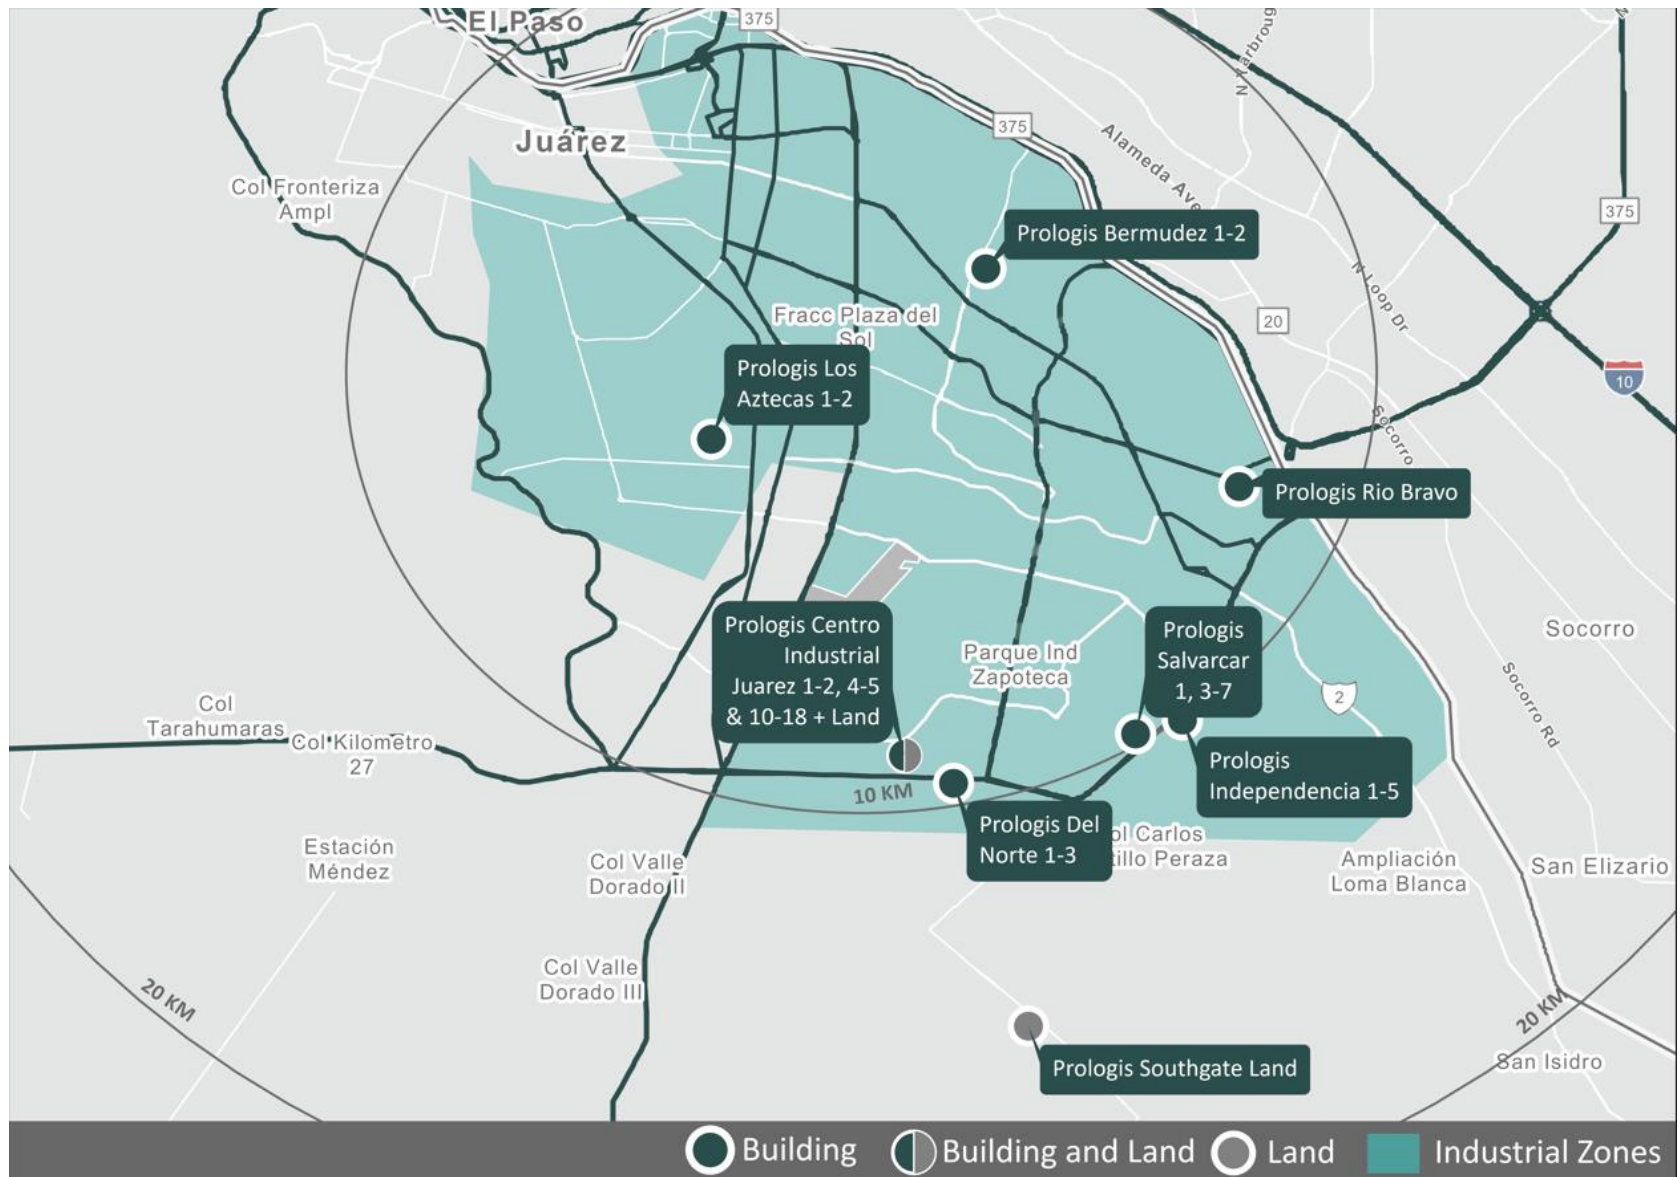 El Paso
375
N Yarbrough
Juárez
375
Alameda Ave
Col Fronteriza
Ampl
375
Prologis Bermudez 1-2
N Loop Dr
Fracc Plaza del
Sol
20
Prologis Los
Aztecas 1-2
10
Socorro
Prologis Rio Bravo
Prologis Centro
Industrial
Juarez 1-2, 4-5
& 10-18 + Land
Parque Ind
Zapoteca
Prologis
Salvarcar
1, 3-7
Socorro
2
Socorro Rd
Col
Tarahumaras
Col Kilometro
27
10 KM
Prologis
Independencia 1-5
Prologis Del
Norte 1-3
Estación
Méndez
Col Valle
Dorado II
Carlos
Peraza
Ampliación
Loma Blanca
San Elizario
Col Valle
Dorado III
20 KM
20 KM
Prologis Southgate Land
San Isidro
Building
Building and Land
Land
Industrial Zones